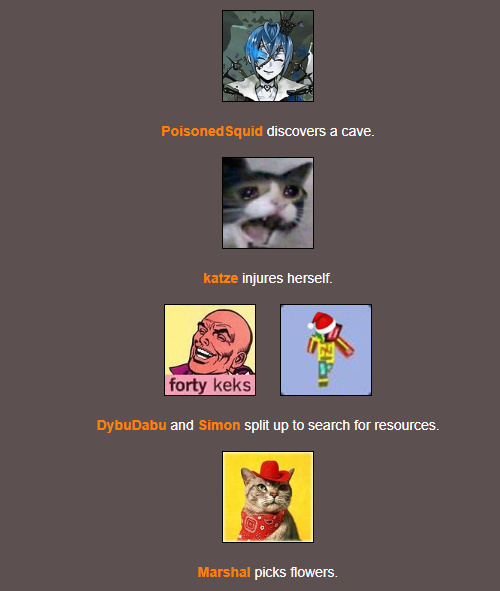 PoisonedSquid discovers a cave.
katze injures herself.
forty keks
DybuDabu and Simon split up to search for resources.
Marshal picks flowers.